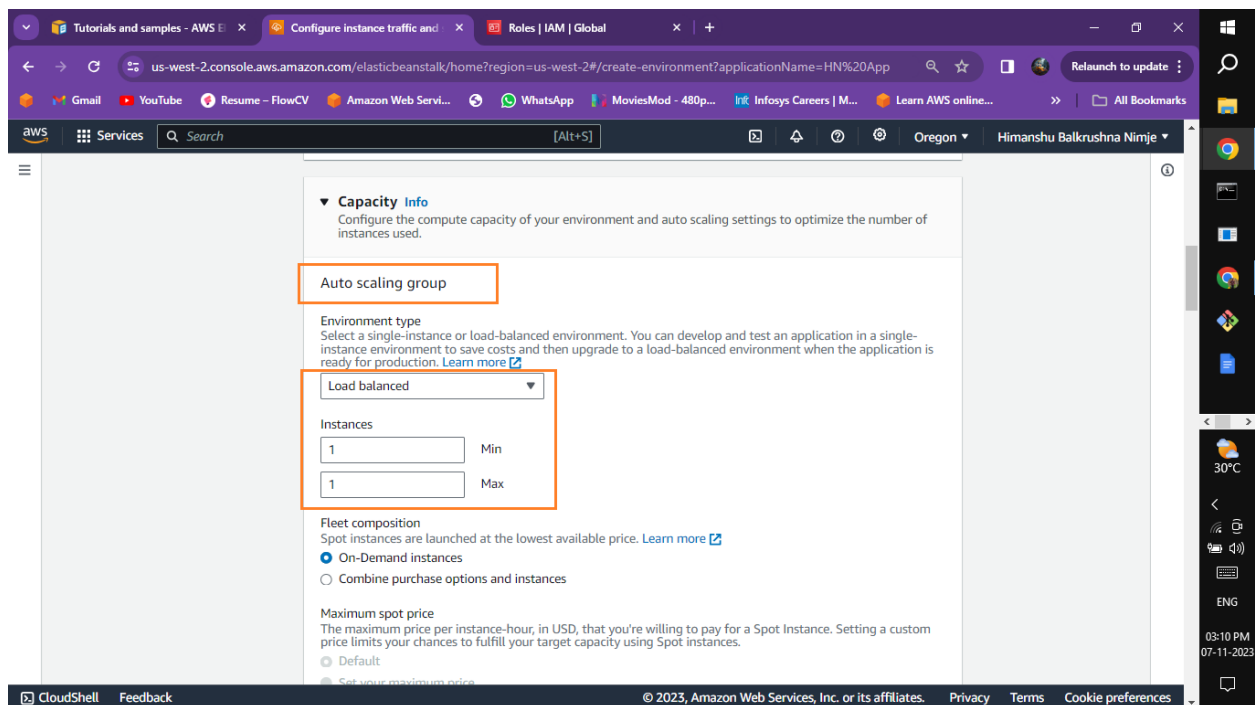 Tutorials and samples - AWS E
Configure instance traffic and
Roles | IAM | Global
us-west-2.console.aws.amazon.com/elasticbeanstalk/home?region=us-west-2#/create-environment?applicationName=HN%20App
Relaunch to update
Gmail
YouTube
Resume – FlowCV
Amazon Web Servi...
WhatsApp
MoviesMod - 480p...
Infosys Careers | M...
Learn AWS online...
»
All Bookmarks
aws
Services
Search
[Alt+S]
Oregon
Himanshu Balkrushna Nimje
Capacity Info
Configure the compute capacity of your environment and auto scaling settings to optimize the number of
instances used.
Auto scaling group
Environment type
Select a single-instance or load-balanced environment. You can develop and test an application in a single-
instance environment to save costs and then upgrade to a load-balanced environment when the application is
ready for production. Learn more
Load balanced
Instances
1 Min
1 Max
Fleet composition
Spot instances are launched at the lowest available price. Learn more
On-Demand instances
Combine purchase options and instances
Maximum spot price
The maximum price per instance-hour, in USD, that you're willing to pay for a Spot Instance. Setting a custom
price limits your chances to fulfill your target capacity using Spot instances.
Default
Set your maximum price
CloudShell
Feedback
© 2023, Amazon Web Services, Inc. or its affiliates.
Privacy
Terms
Cookie preferences
30°C
ENG
03:10 PM
07-11-2023